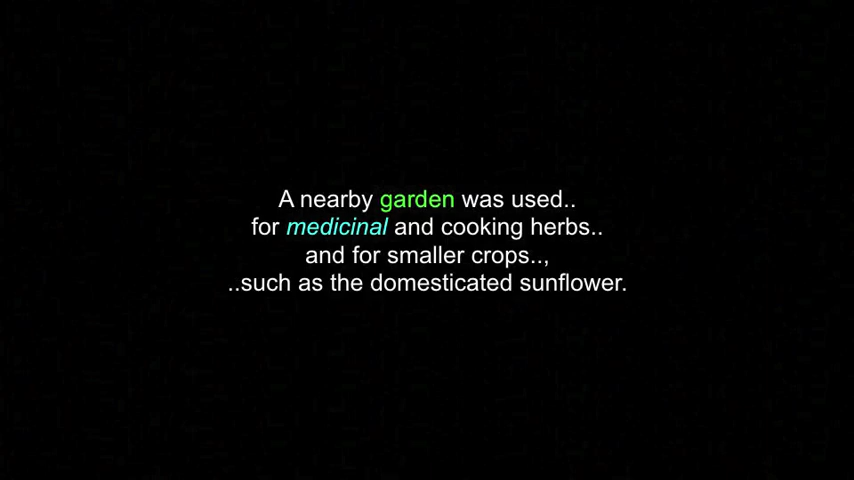 A nearby garden was used..
for medicinal and cooking herbs..
and for smaller crops..,
..such as the domesticated sunflower.